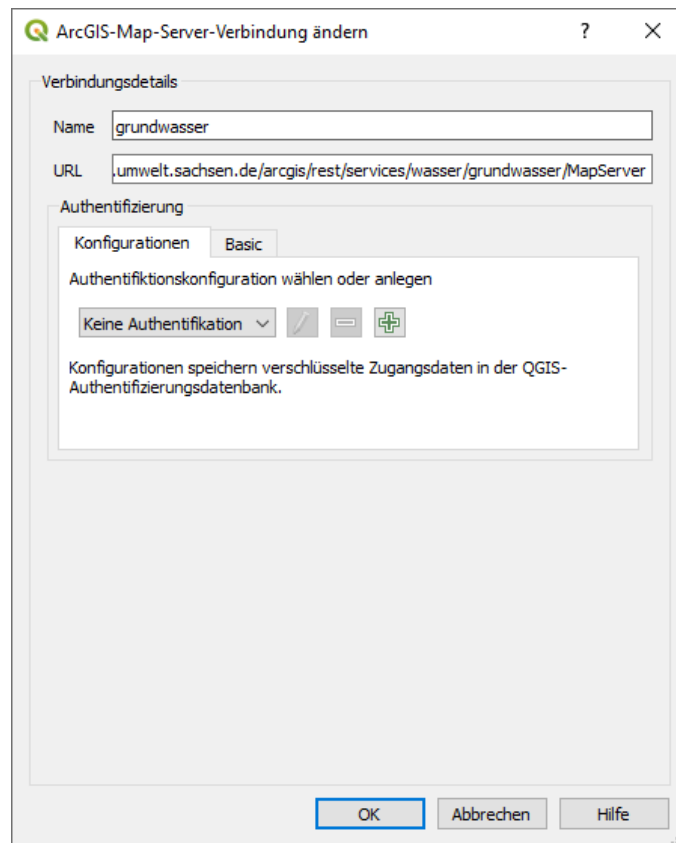 ArcGIS-Map-Server-Verbindung ändern
Verbindungsdetails
Name grundwasser
URL .umwelt.sachsen.de/arcgis/rest/services/wasser/grundwasser/MapServer
Authentifizierung
Konfigurationen Basic
Authentifiktionskonfiguration wählen oder anlegen
Keine Authentifikation
Konfigurationen speichern verschlüsselte Zugangsdaten in der QGIS-
Authentifizierungsdatenbank.
OK Abbrechen Hilfe